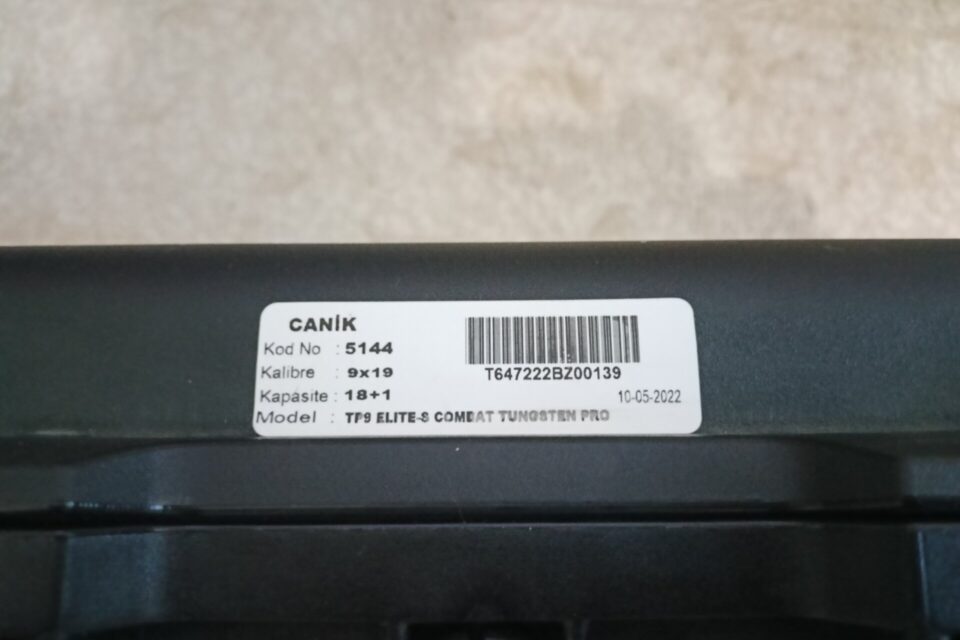 CANİK
Kod No : 5144
Kalibre : 9x19
Kapasite : 18+1
Model : TP9 ELITE-S COMBAT TUNGSTEN PRO
T647222BZ00139
10-05-2022